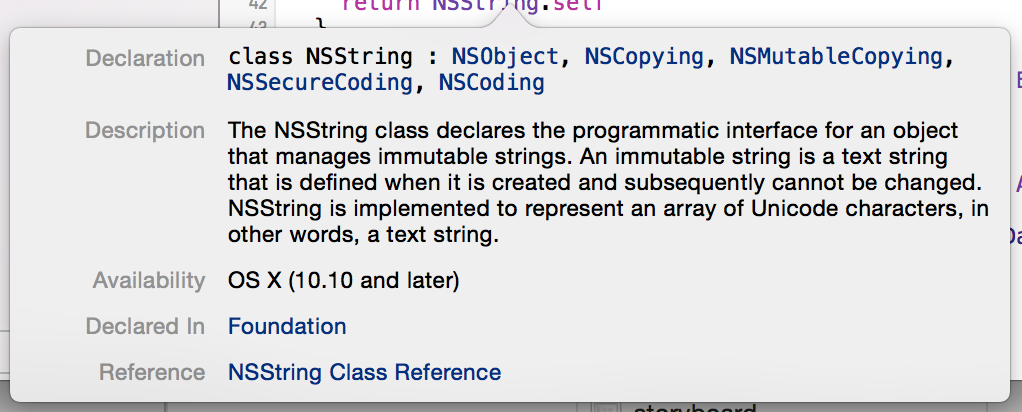 42 return NSString.self
}
Declaration class NSString : NSObject, NSCopying, NSMutableCopying,
NSSecureCoding, NSCoding
Description The NSString class declares the programmatic interface for an object
that manages immutable strings. An immutable string is a text string
that is defined when it is created and subsequently cannot be changed.
NSString is implemented to represent an array of Unicode characters, in
other words, a text string.
Availability OS X (10.10 and later)
Declared In Foundation
Reference NSString Class Reference
storyboard